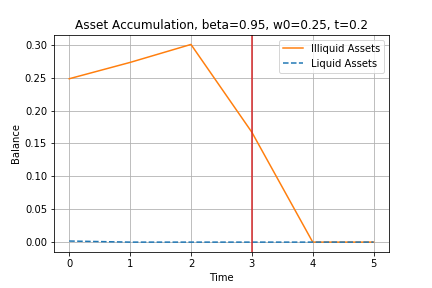 Asset Accumulation, beta=0.95, w0=0.25, t=0.2
Illiquid Assets
Liquid Assets
Balance
0.30
0.25
0.20
0.15
0.10
0.05
0.00
0 1 2 3 4 5
Time